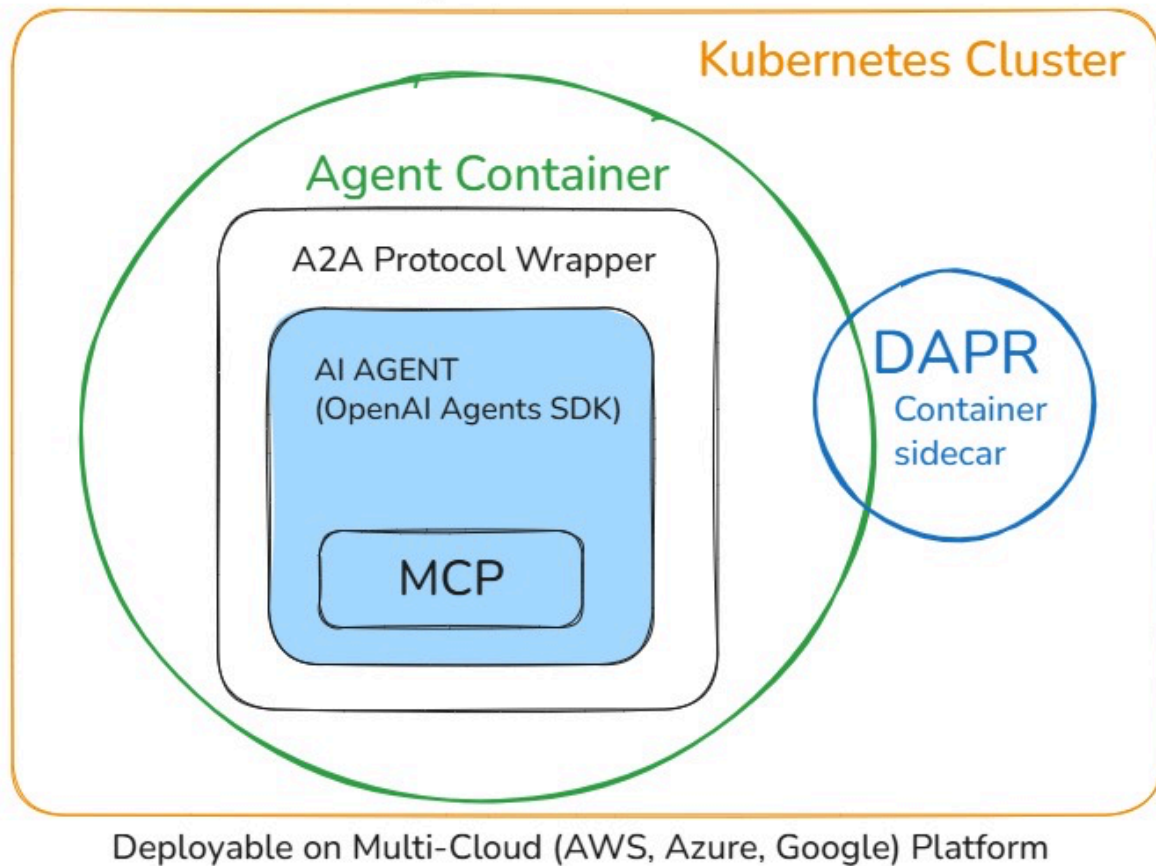 Kubernetes Cluster
Agent Container
A2A Protocol Wrapper
AI AGENT
(OpenAI Agents SDK)
MCP
DAPR
Container
sidecar
Deployable on Multi-Cloud (AWS, Azure, Google) Platform